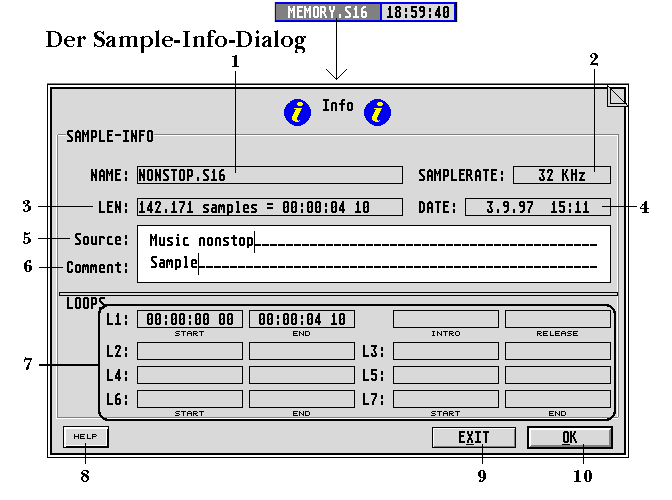 MEMORY.S16 18:59:40
Der Sample-Info-Dialog
1 2
i Info i
SAMPLE-INFO
NAME: NONSTOP.S16 SAMPLERATE: 32 KHz
3 LEN: 142.171 samples = 00:00:04 10 DATE: 3.9.97 15:11 4
5 Source: Music nonstop
6 Comment: Sample
LOOPS
L1: 00:00:00 00 00:00:04 10
START END INTRO RELEASE
L2: L3:
7
L4: L5:
L6: L7:
START END START END
HELP EXIT OK
8 9 10